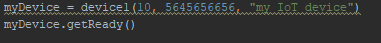 myDevice = device1(10, 5645656656, "my IoT device")
myDevice.getReady()